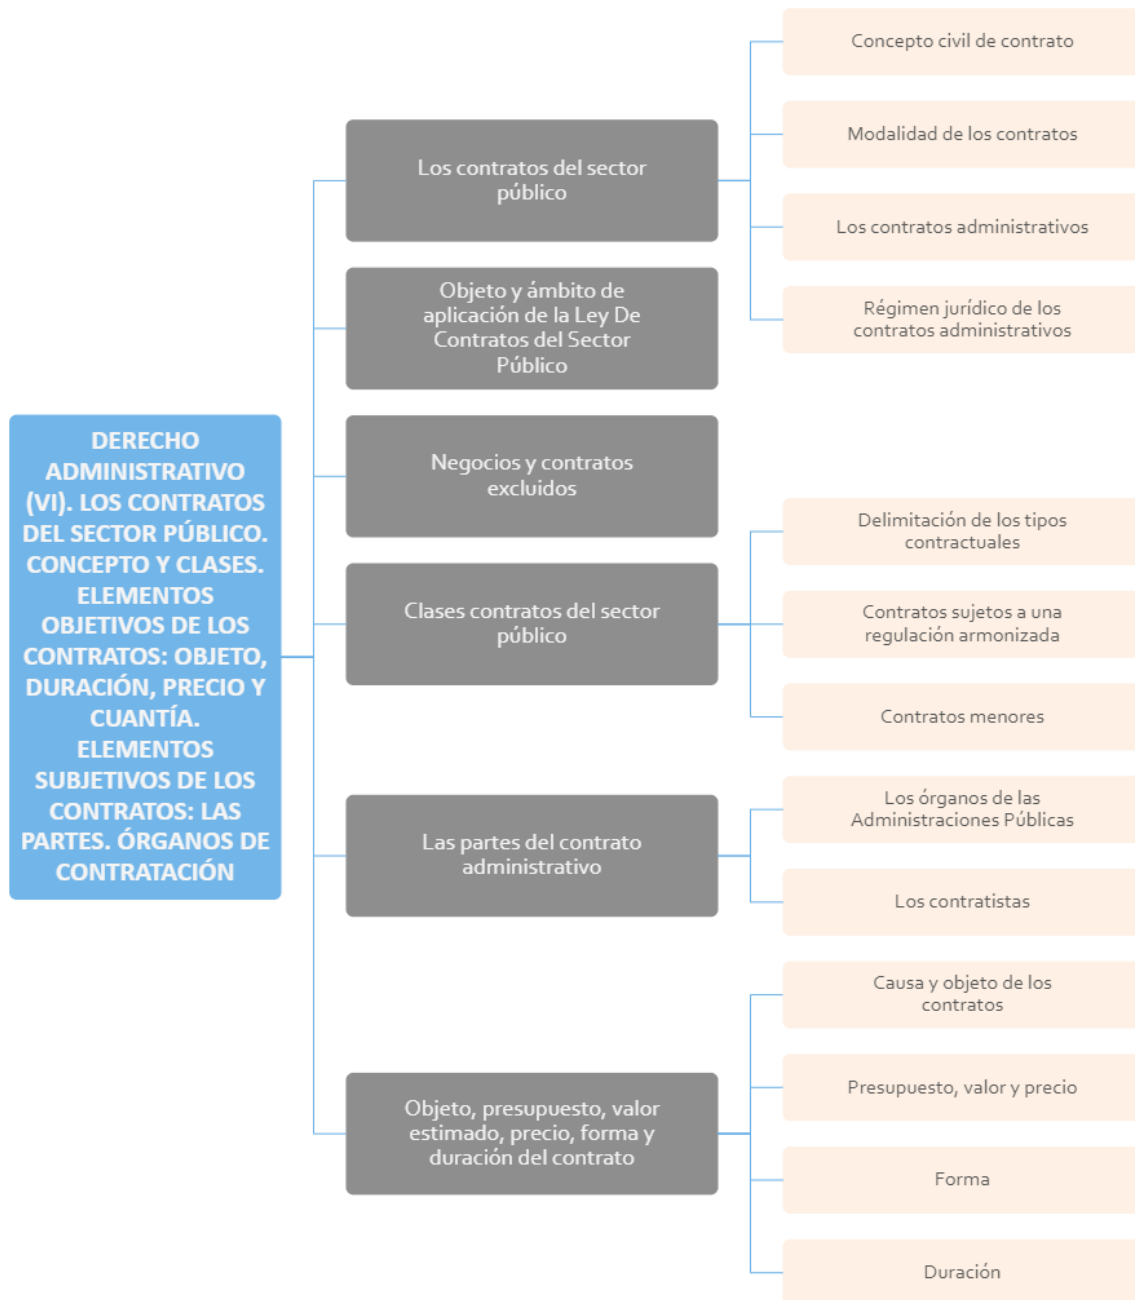 DERECHO
ADMINISTRATIVO
(VI). LOS CONTRATOS
DEL SECTOR PÚBLICO.
CONCEPTO Y CLASES.
ELEMENTOS
OBJETIVOS DE LOS
CONTRATOS: OBJETO,
DURACIÓN, PRECIO Y
CUANTÍA.
ELEMENTOS
SUBJETIVOS DE LOS
CONTRATOS: LAS
PARTES. ÓRGANOS DE
CONTRATACIÓN
Los contratos del sector
público
Concepto civil de contrato
Modalidad de los contratos
Los contratos administrativos
Régimen jurídico de los
contratos administrativos
Objeto y ámbito de
aplicación de la Ley De
Contratos del Sector
Público
Negocios y contratos
excluidos
Clases contratos del sector
público
Delimitación de los tipos
contractuales
Contratos sujetos a una
regulación armonizada
Contratos menores
Las partes del contrato
administrativo
Los órganos de las
Administraciones Públicas
Los contratistas
Objeto, presupuesto, valor
estimado, precio, forma y
duración del contrato
Causa y objeto de los
contratos
Presupuesto, valor y precio
Forma
Duración